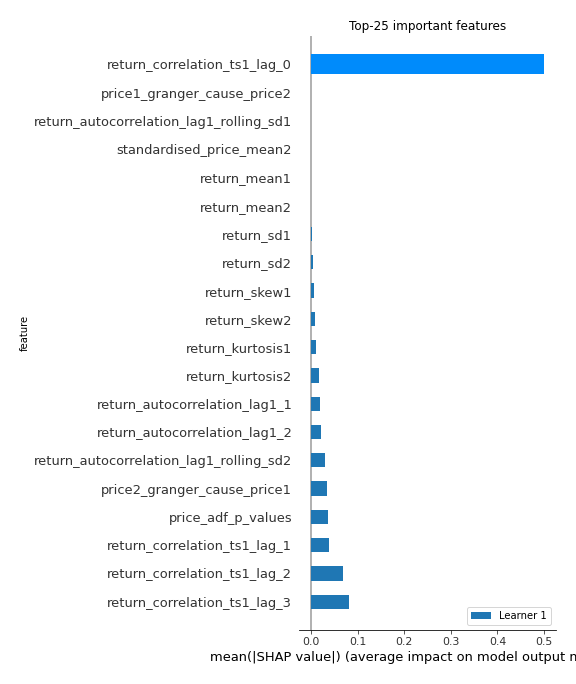 Top-25 important features
return_correlation_ts1_lag_0
price1_granger_cause_price2
return_autocorrelation_lag1_rolling_sd1
standardised_price_mean2
return_mean1
return_mean2
return_sd1
return_sd2
return_skew1
return_skew2
feature
return_kurtosis1
return_kurtosis2
return_autocorrelation_lag1_1
return_autocorrelation_lag1_2
return_autocorrelation_lag1_rolling_sd2
price2_granger_cause_price1
price_adf_p_values
return_correlation_ts1_lag_1
return_correlation_ts1_lag_2
return_correlation_ts1_lag_3
Learner 1
0.0 0.1 0.2 0.3 0.4 0.5
mean(|SHAP value|) (average impact on model output